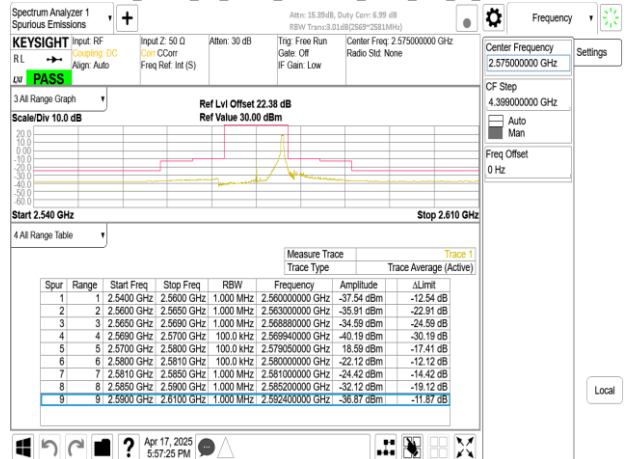 Spectrum Analyzer 1
Spurious Emissions
Attn: 15.39dB, Duty Corr: 6.99 dB
RBW Trans:3.01dB(2569~2581MHz)
Frequency
KEYSIGHT
RL
LXI
PASS
Input: RF
Coupling: DC
Align: Auto
Input Z: 50 Ω
Corr CCorr
Freq Ref: Int (S)
Atten: 30 dB
Trig: Free Run
Gate: Off
IF Gain: Low
Center Freq: 2.575000000 GHz
Radio Std: None
Center Frequency
2.575000000 GHz
Settings
CF Step
4.399000000 GHz
Auto
Man
Freq Offset
0 Hz
3 All Range Graph
Scale/Div 10.0 dB
Ref Lvl Offset 22.38 dB
Ref Value 30.00 dBm
20.0
10.0
0.00
-10.0
-20.0
-30.0
-40.0
-50.0
-60.0
Start 2.540 GHz
Stop 2.610 GHz
4 All Range Table
Measure Trace Trace 1
Trace Type Trace Average (Active)
Spur Range Start Freq Stop Freq RBW Frequency Amplitude ΔLimit
1 1 2.5400 GHz 2.5600 GHz 1.000 MHz 2.560000000 GHz -37.54 dBm -12.54 dB
2 2 2.5600 GHz 2.5650 GHz 1.000 MHz 2.563000000 GHz -35.91 dBm -22.91 dB
3 3 2.5650 GHz 2.5690 GHz 1.000 MHz 2.568880000 GHz -34.59 dBm -24.59 dB
4 4 2.5690 GHz 2.5700 GHz 100.0 kHz 2.569940000 GHz -40.19 dBm -30.19 dB
5 5 2.5700 GHz 2.5800 GHz 100.0 kHz 2.579050000 GHz 18.59 dBm -17.41 dB
6 6 2.5800 GHz 2.5810 GHz 100.0 kHz 2.580000000 GHz -22.12 dBm -12.12 dB
7 7 2.5810 GHz 2.5850 GHz 1.000 MHz 2.581000000 GHz -24.42 dBm -14.42 dB
8 8 2.5850 GHz 2.5900 GHz 1.000 MHz 2.585200000 GHz -32.12 dBm -19.12 dB
9 9 2.5900 GHz 2.6100 GHz 1.000 MHz 2.592400000 GHz -36.87 dBm -11.87 dB
Local
?
Apr 17, 2025
5:57:25 PM